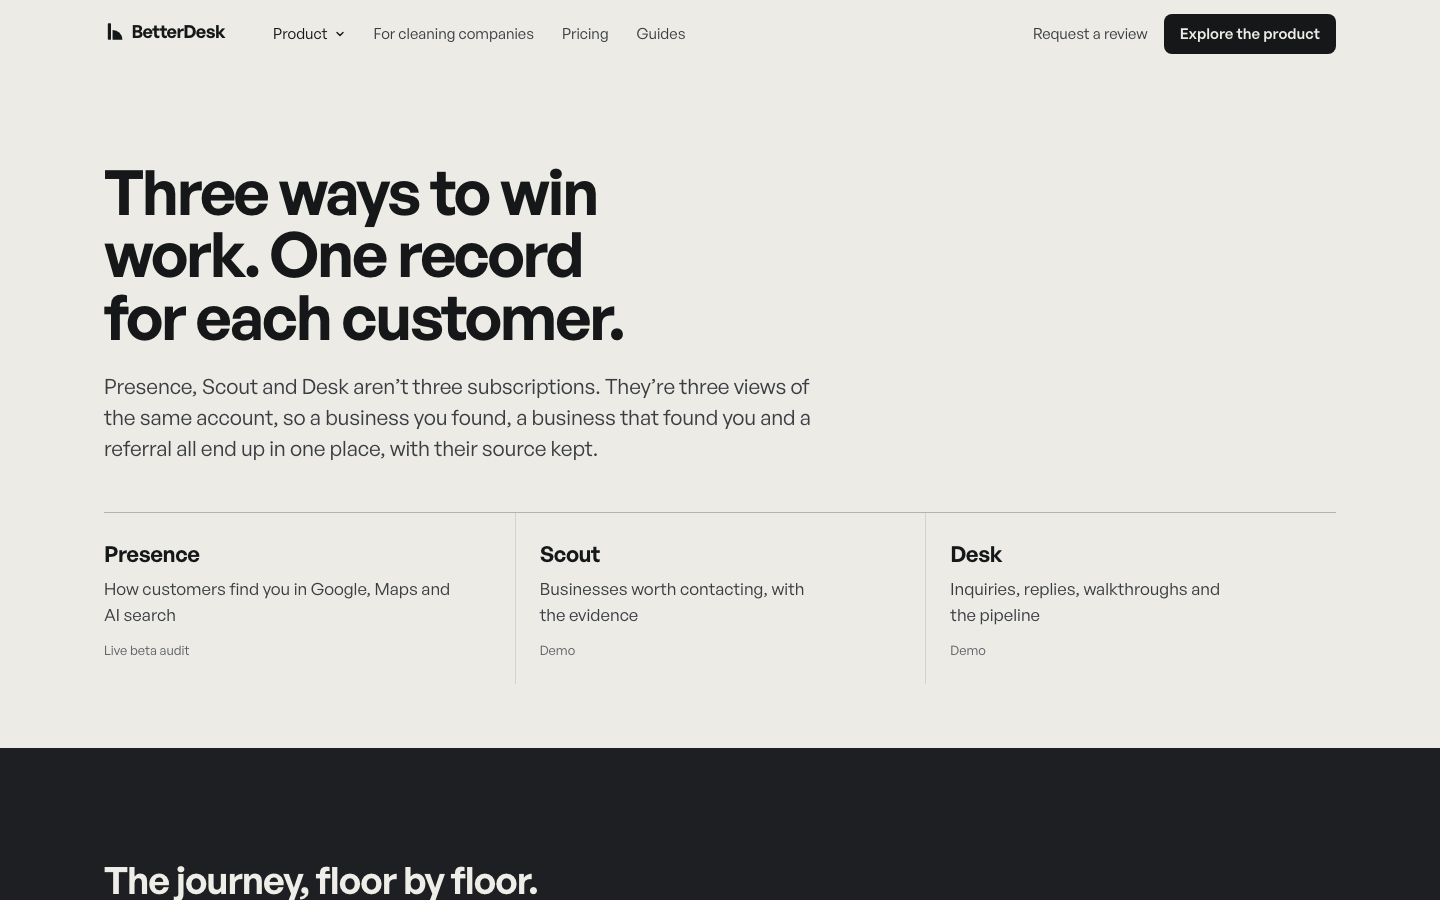 BetterDesk
Product
For cleaning companies
Pricing
Guides
Request a review
Explore the product
Three ways to win
work. One record
for each customer.
Presence, Scout and Desk aren’t three subscriptions. They’re three views of
the same account, so a business you found, a business that found you and a
referral all end up in one place, with their source kept.
Presence
How customers find you in Google, Maps and
AI search
Live beta audit
Scout
Businesses worth contacting, with
the evidence
Demo
Desk
Inquiries, replies, walkthroughs and
the pipeline
Demo
The journey, floor by floor.